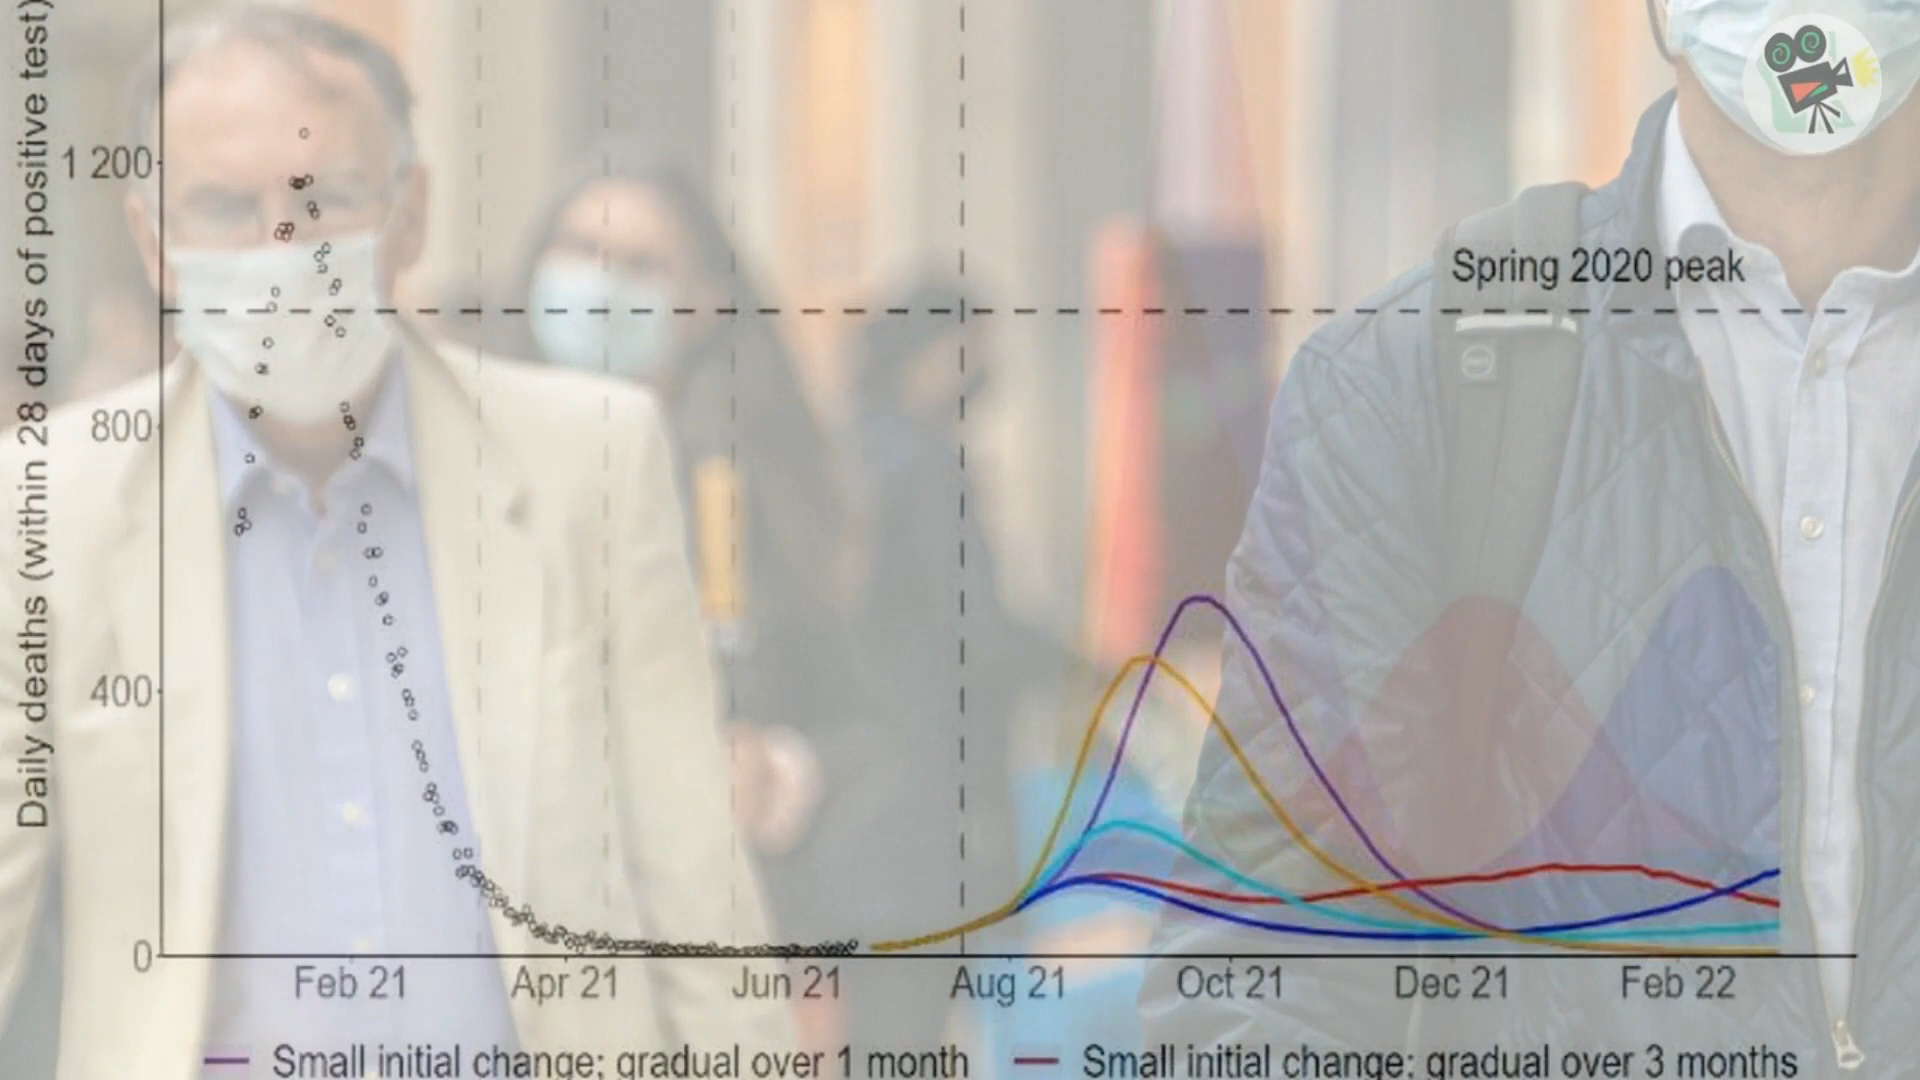 Daily deaths (within 28 days of positive test)
1 200
Spring 2020 peak
800
400
0
Feb 21
Apr 21
Jun 21
Aug 21
Oct 21
Dec 21
Feb 22
Small initial change; gradual over 1 month
Small initial change; gradual over 3 months